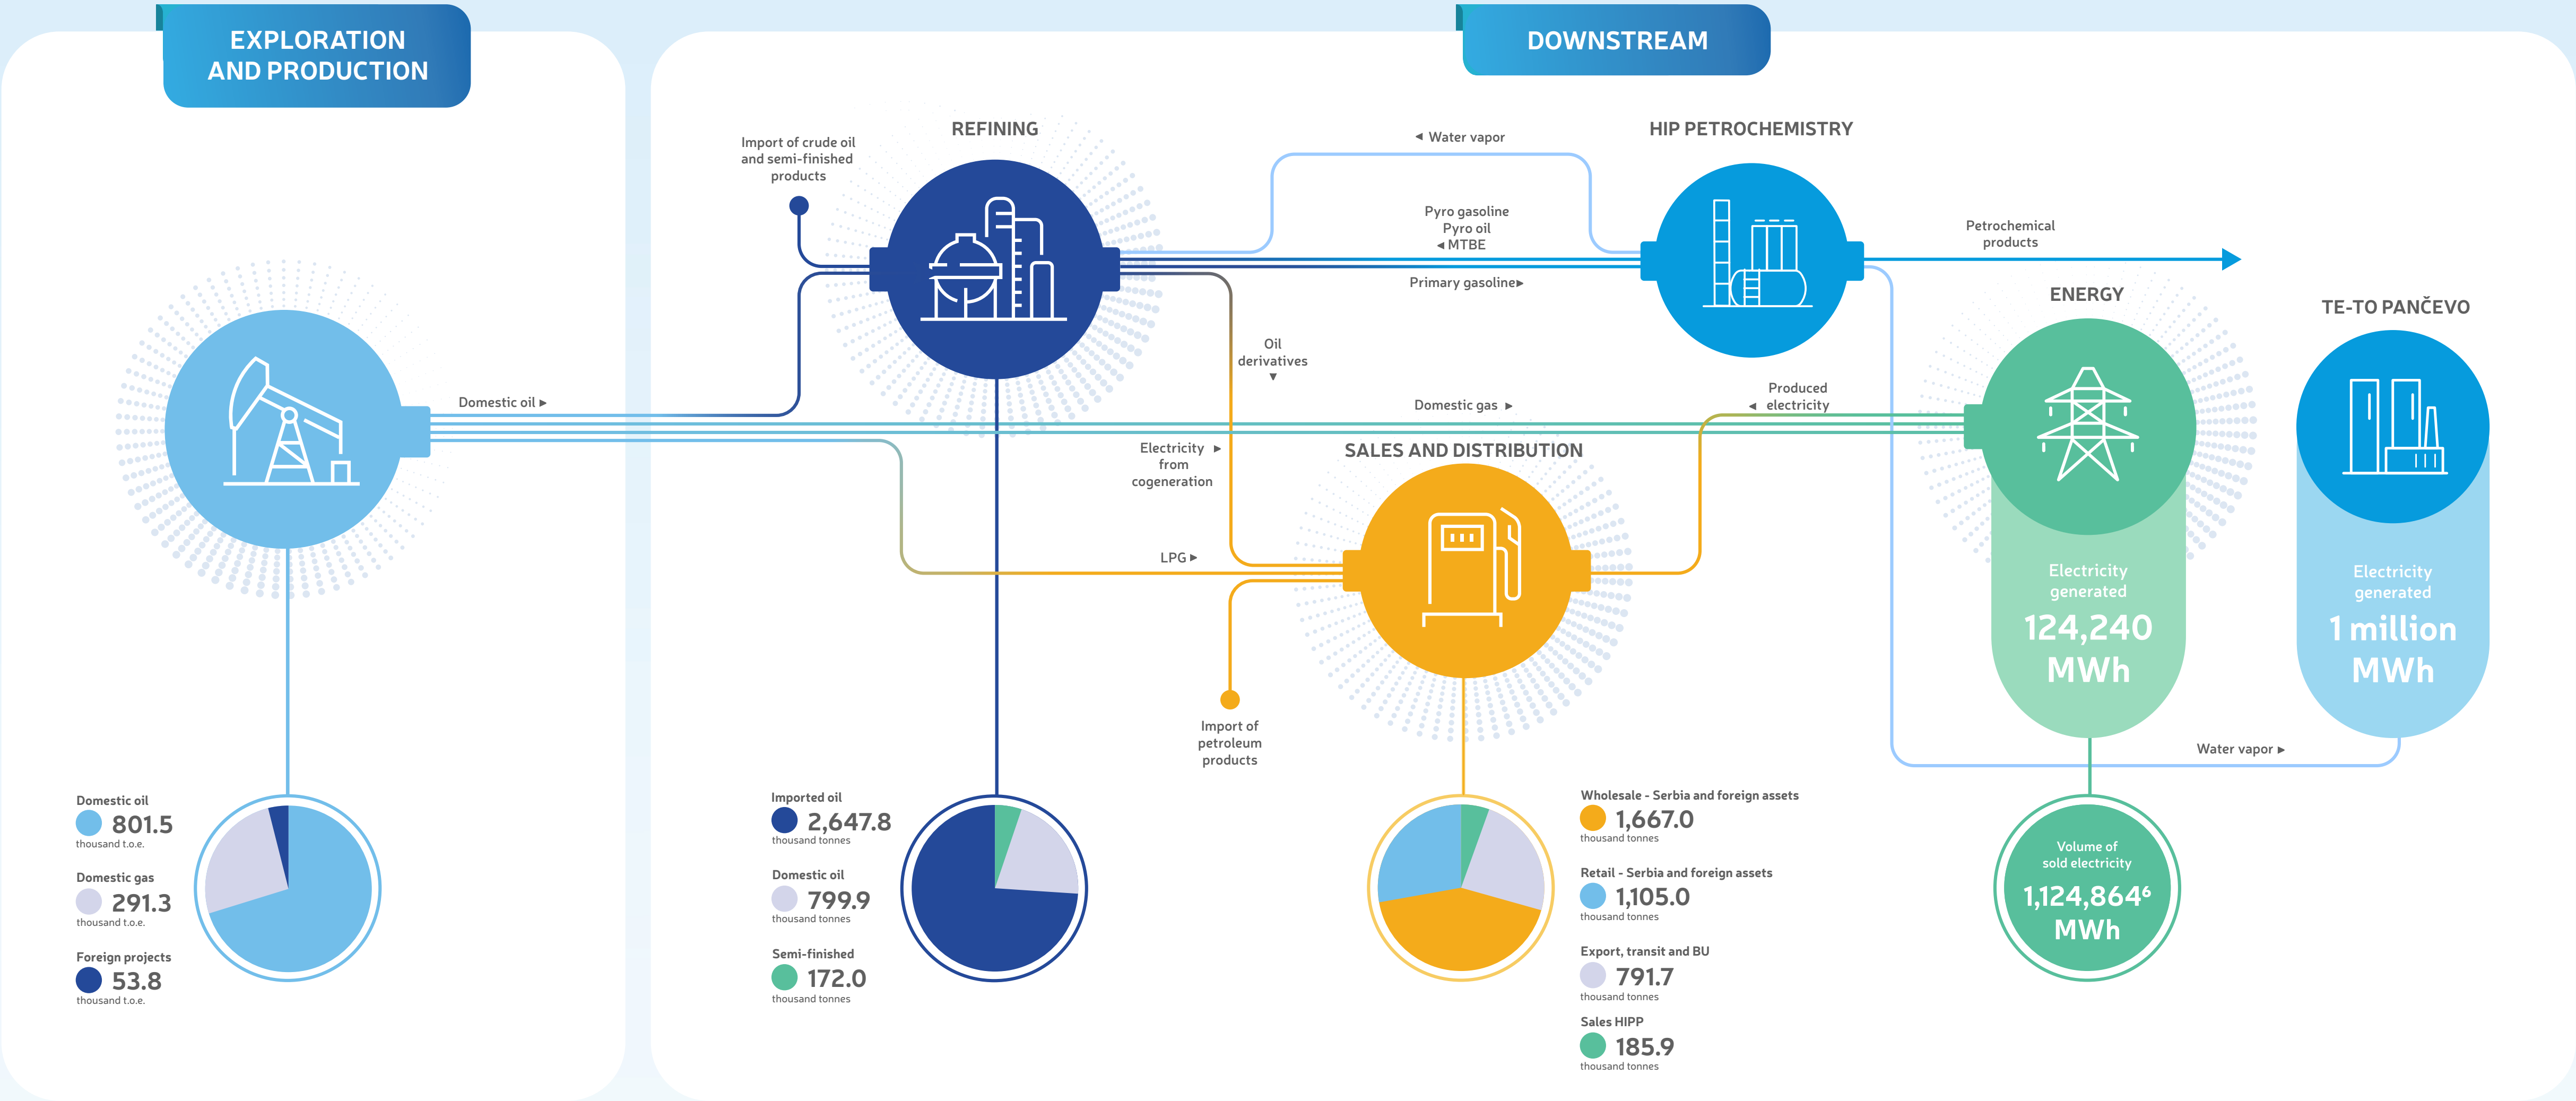 EXPLORATION
AND PRODUCTION
DOWNSTREAM
REFINING
HIP PETROCHEMISTRY
Import of crude oil
and semi-finished
products
◄ Water vapor
Pyro gasoline
Pyro oil
◄ MTBE
Primary gasoline►
Petrochemical
products
ENERGY
TE-TO PANČEVO
Domestic oil ►
Oil
derivatives
▼
Domestic gas ►
Produced
◄ electricity
Electricity ►
from
cogeneration
SALES AND DISTRIBUTION
LPG ►
Import of
petroleum
products
Electricity
generated
124,240
MWh
Electricity
generated
1 million
MWh
Water vapor ►
Domestic oil
801.5
thousand t.o.e.
Domestic gas
291.3
thousand t.o.e.
Foreign projects
53.8
thousand t.o.e.
Imported oil
2,647.8
thousand tonnes
Domestic oil
799.9
thousand tonnes
Semi-finished
172.0
thousand tonnes
Wholesale - Serbia and foreign assets
1,667.0
thousand tonnes
Retail - Serbia and foreign assets
1,105.0
thousand tonnes
Export, transit and BU
791.7
thousand tonnes
Sales HIPP
185.9
thousand tonnes
Volume of
sold electricity
1,124,864⁶
MWh